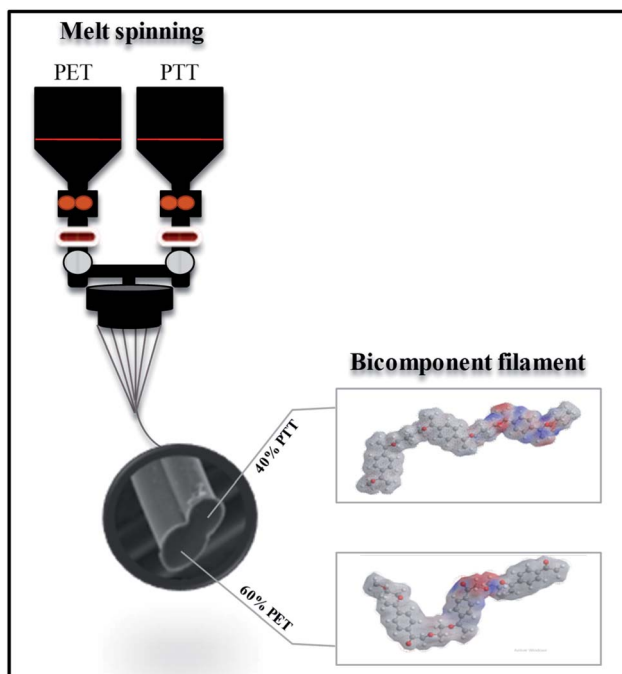 Melt spinning
PET PTT
Bicomponent filament
40% PTT
60% PET